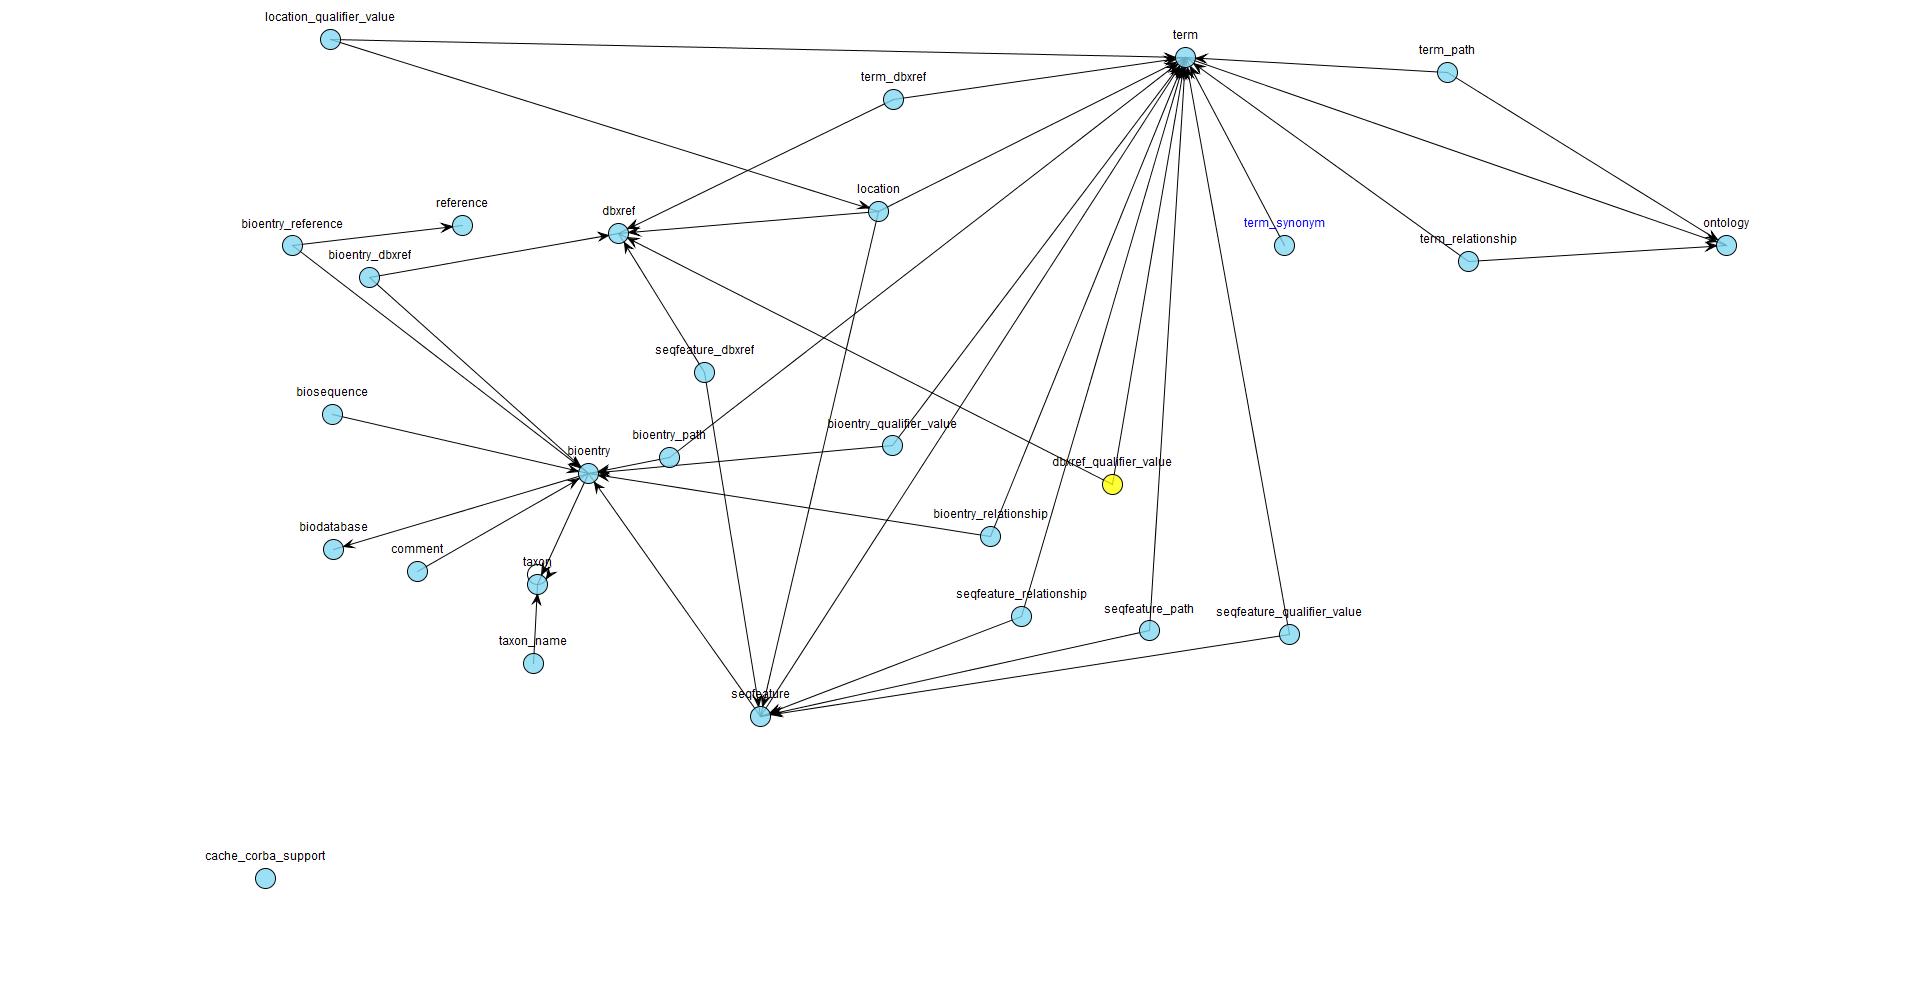 location_qualifier_value
term
term_path
term_dbxref
location
reference
dbxref
bioentry_reference
term_synonym
ontology
term_relationship
bioentry_dbxref
seqfeature_dbxref
biosequence
bioentry_qualifier_value
bioentry_path
bioentry
dbxref_qualifier_value
bioentry_relationship
biodatabase
comment
taxon
seqfeature_relationship
seqfeature_path
seqfeature_qualifier_value
taxon_name
seqfeature
cache_corba_support